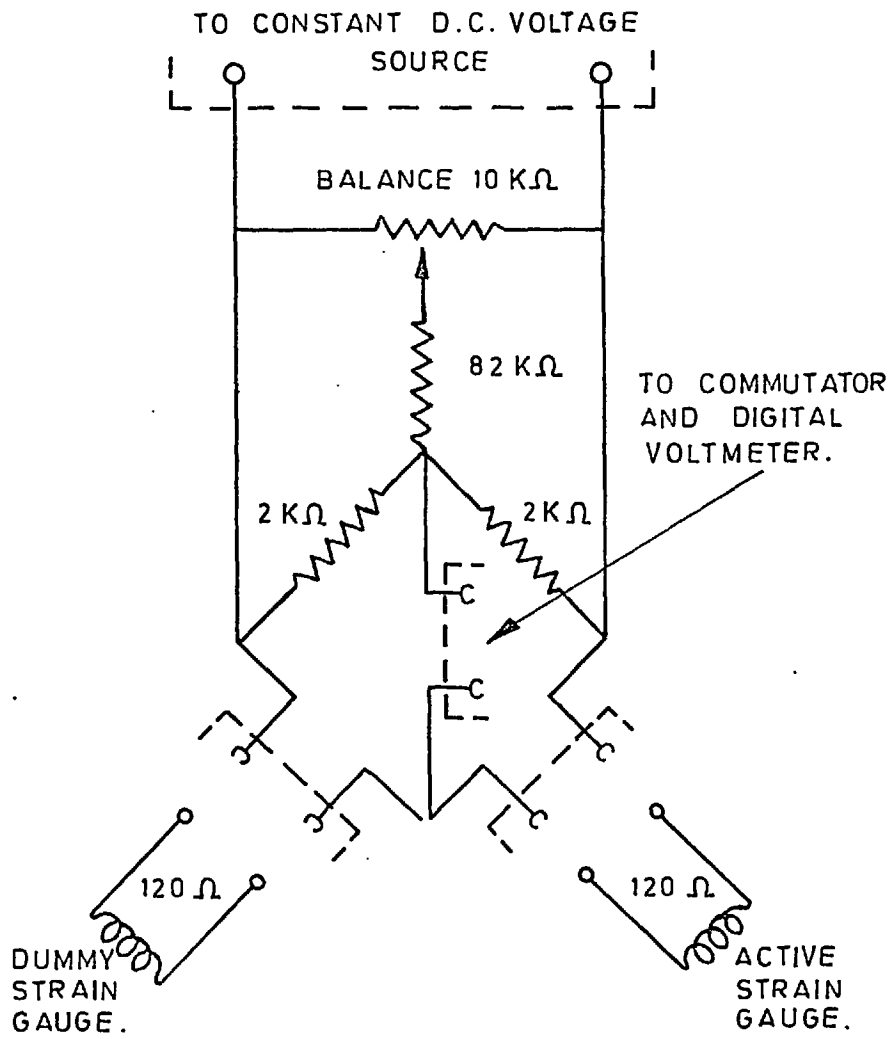 TO CONSTANT D.C. VOLTAGE
SOURCE
BALANCE 10 KΩ
82 KΩ
TO COMMUTATOR
AND DIGITAL
VOLTMETER.
2 KΩ
2 KΩ
120 Ω
120 Ω
DUMMY
STRAIN
GAUGE.
ACTIVE
STRAIN
GAUGE.